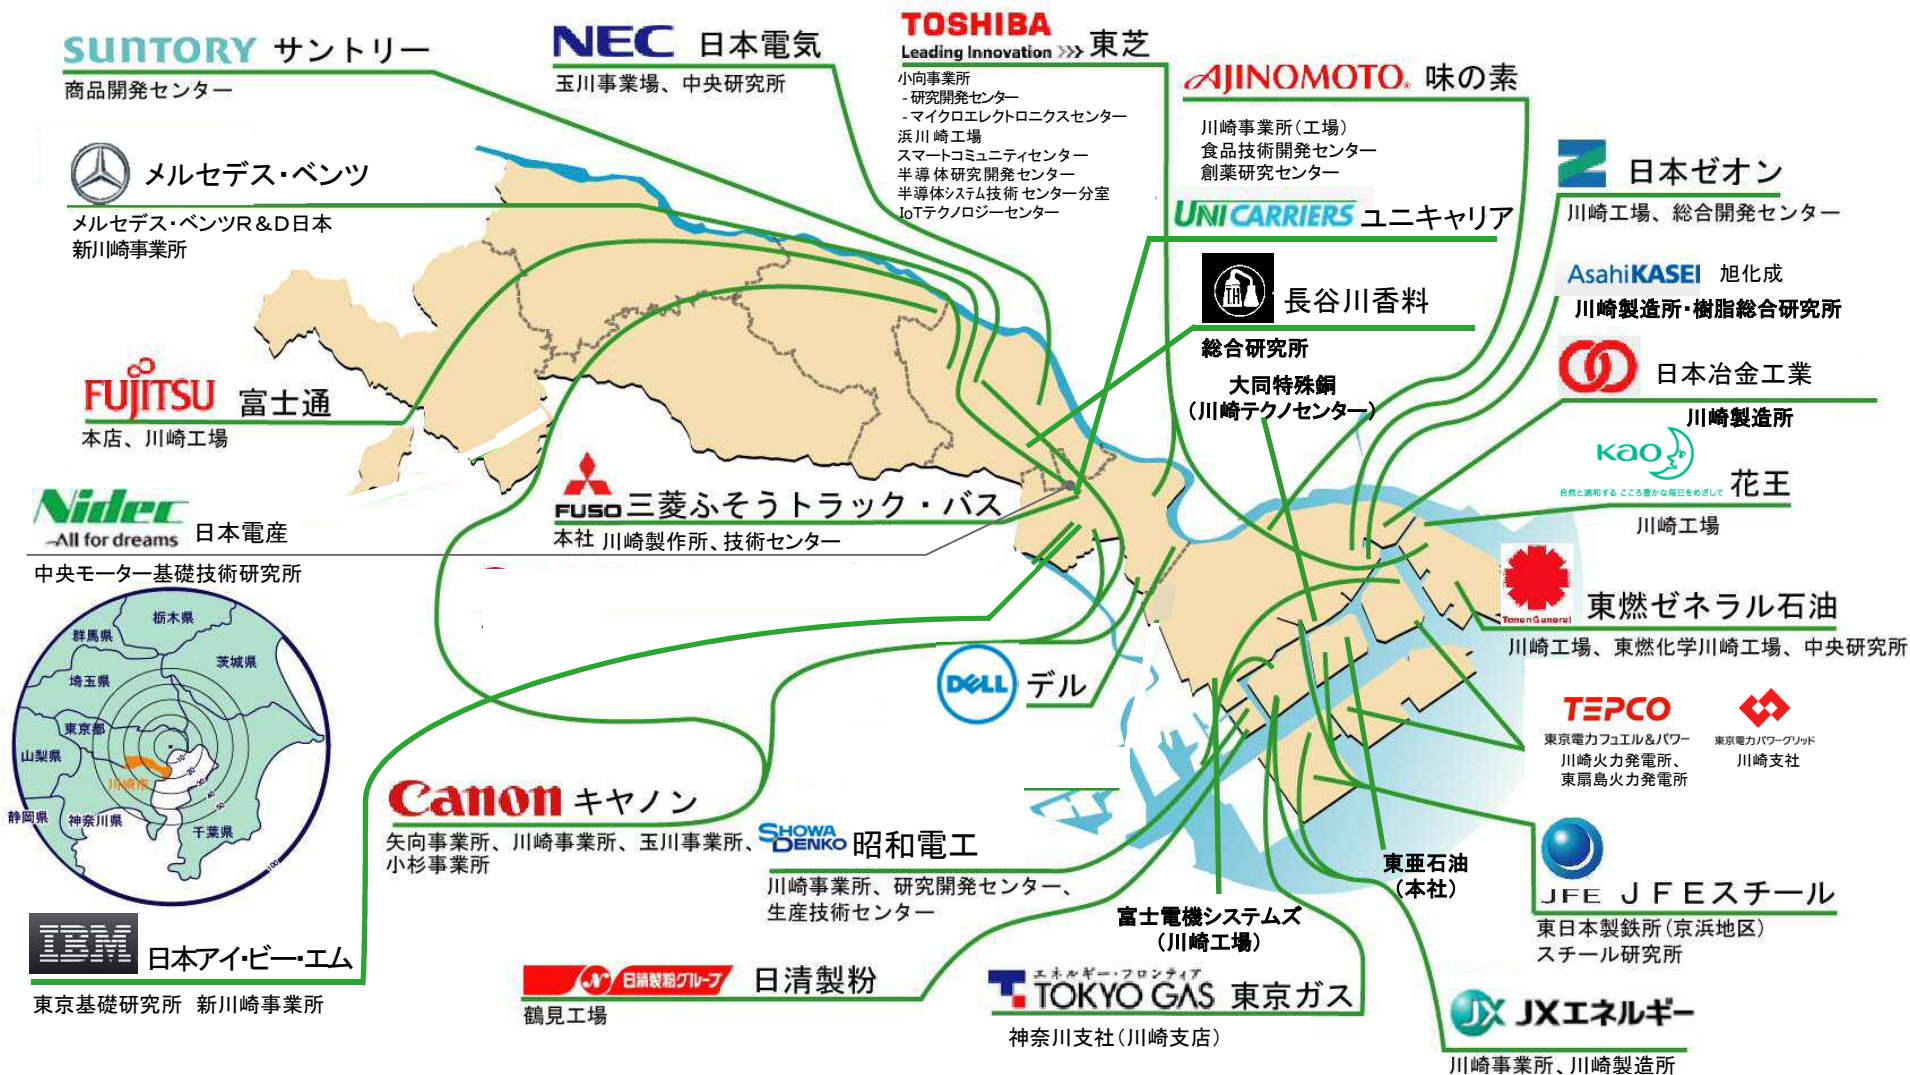 SUNTORY サントリー
商品開発センター
NEC 日本電気
玉川事業場、中央研究所
TOSHIBA
Leading Innovation >>> 東芝
小向事業所
- 研究開発センター
- マイクロエレクトロニクスセンター
浜川崎工場
スマートコミュニティセンター
半導体研究開発センター
半導体システム技術センター分室
IoTテクノロジーセンター
AJINOMOTO. 味の素
川崎事業所(工場)
食品技術開発センター
創薬研究センター
メルセデス・ベンツ
メルセデス・ベンツR&D日本
新川崎事業所
日本ゼオン
川崎工場、総合開発センター
UNICARRIERS ユニキャリア
AsahiKASEI 旭化成
川崎製造所・樹脂総合研究所
TH 長谷川香料
総合研究所
大同特殊銅
(川崎テクノセンター)
日本冶金工業
川崎製造所
FUJITSU 富士通
本店、川崎工場
kao 花王
自然と調和する こころ豊かな毎日をめざして
川崎工場
Nidec
-All for dreams 日本電産
中央モーター基礎技術研究所
FUSO 三菱ふそうトラック・バス
本社 川崎製作所、技術センター
TonenGeneral 東燃ゼネラル石油
川崎工場、東燃化学川崎工場、中央研究所
栃木県
群馬県
茨城県
埼玉県
東京都
山梨県
川崎市
静岡県
神奈川県
千葉県
10
20
30
40
50
100
DELL デル
TEPCO
東京電力フュエル&パワー
川崎火力発電所、
東扇島火力発電所
東京電力パワーグリッド
川崎支社
Canon キヤノン
矢向事業所、川崎事業所、玉川事業所、
小杉事業所
SHOWA
DENKO 昭和電工
川崎事業所、研究開発センター、
生産技術センター
東亜石油
(本社)
JFE JFEスチール
東日本製鉄所(京浜地区)
スチール研究所
富士電機システムズ
(川崎工場)
IBM 日本アイ・ビー・エム
東京基礎研究所 新川崎事業所
日清製粉グループ 日清製粉
鶴見工場
エネルギー・フロンティア
TOKYO GAS 東京ガス
神奈川支社(川崎支店)
JX JXエネルギー
川崎事業所、川崎製造所